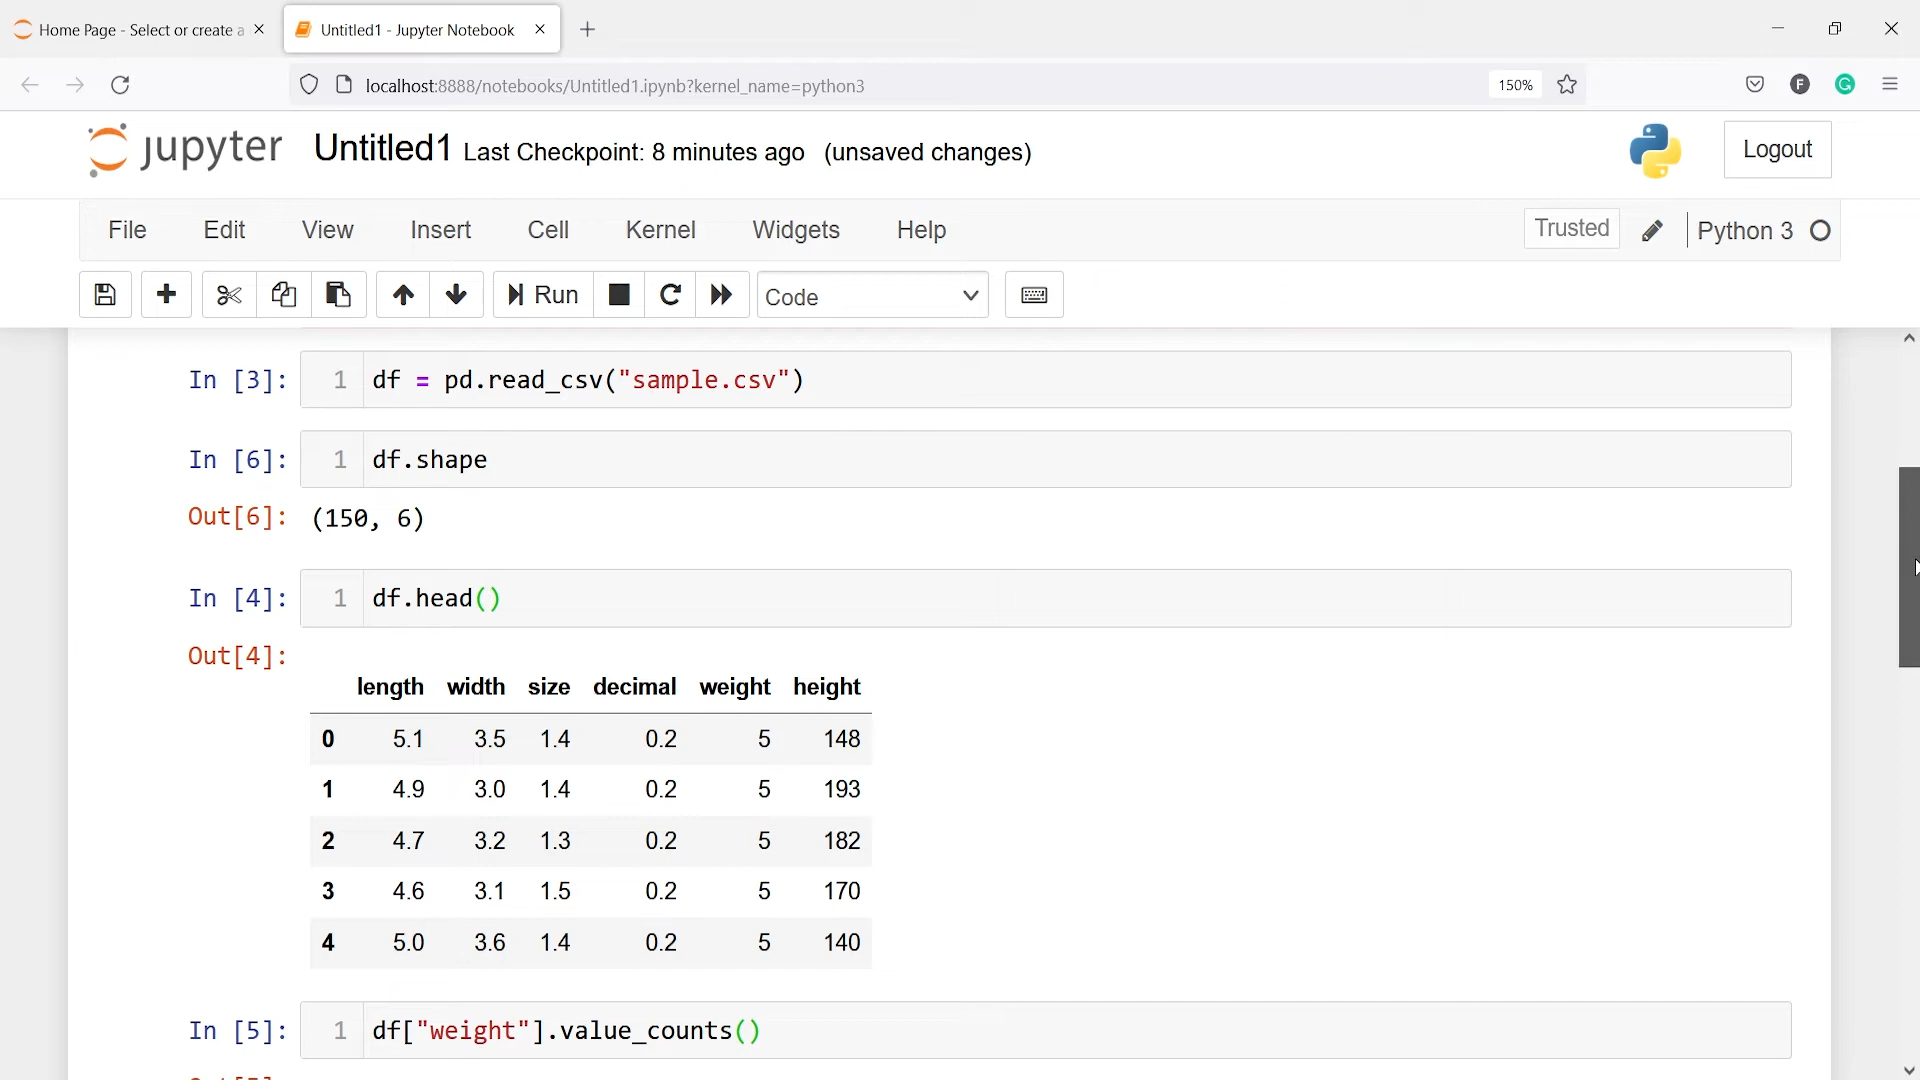 Home Page - Select or create a
Untitled1 - Jupyter Notebook
localhost:8888/notebooks/Untitled1.ipynb?kernel_name=python3
150%
F
G
jupyter Untitled1 Last Checkpoint: 8 minutes ago (unsaved changes)
Logout
File Edit View Insert Cell Kernel Widgets Help
Trusted
Python 3
Run
Code
In [3]: 1 df = pd.read_csv("sample.csv")
In [6]: 1 df.shape
Out[6]: (150, 6)
In [4]: 1 df.head()
Out[4]:
length width size decimal weight height
0 5.1 3.5 1.4 0.2 5 148
1 4.9 3.0 1.4 0.2 5 193
2 4.7 3.2 1.3 0.2 5 182
3 4.6 3.1 1.5 0.2 5 170
4 5.0 3.6 1.4 0.2 5 140
In [5]: 1 df["weight"].value_counts()